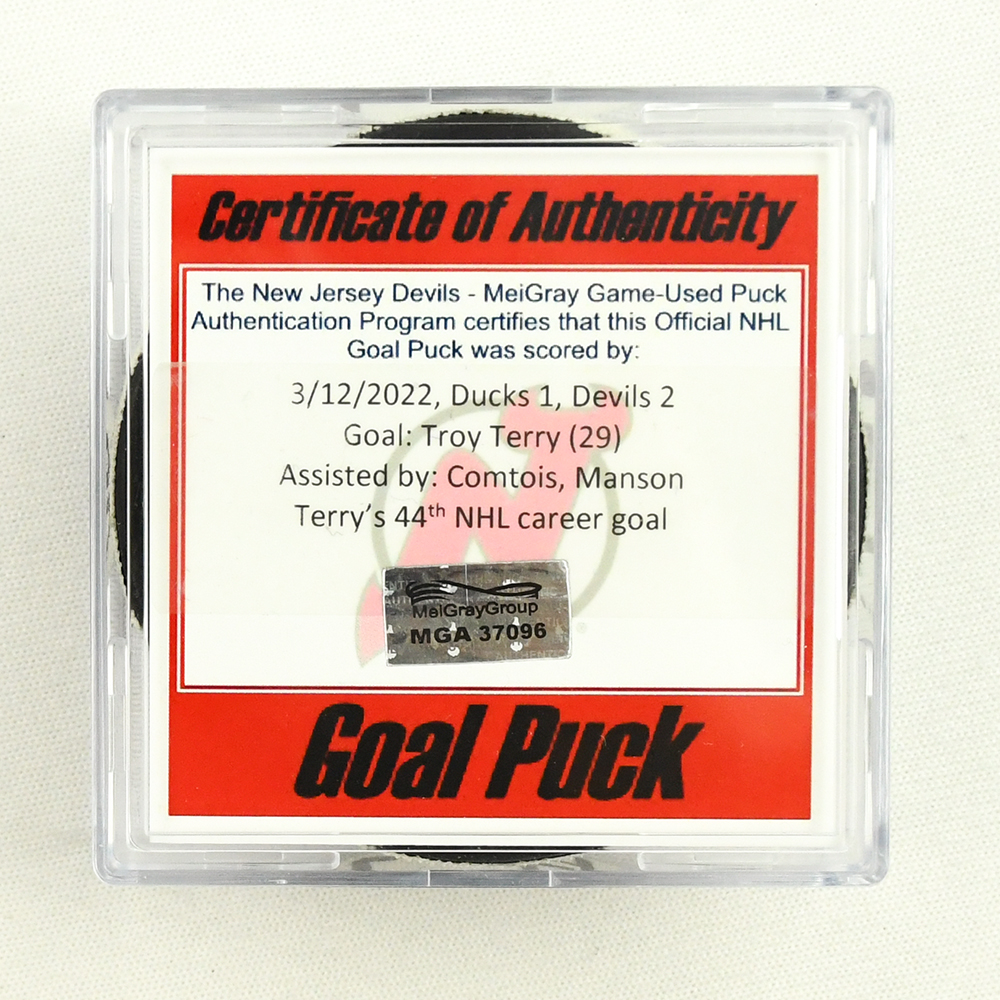 Certificate of Authenticity
The New Jersey Devils - MeiGray Game-Used Puck
Authentication Program certifies that this Official NHL
Goal Puck was scored by:
3/12/2022, Ducks 1, Devils 2
Goal: Troy Terry (29)
Assisted by: Comtois, Manson
Terry's 44th NHL career goal
MeiGrayGroup
MGA 37096
Goal Puck